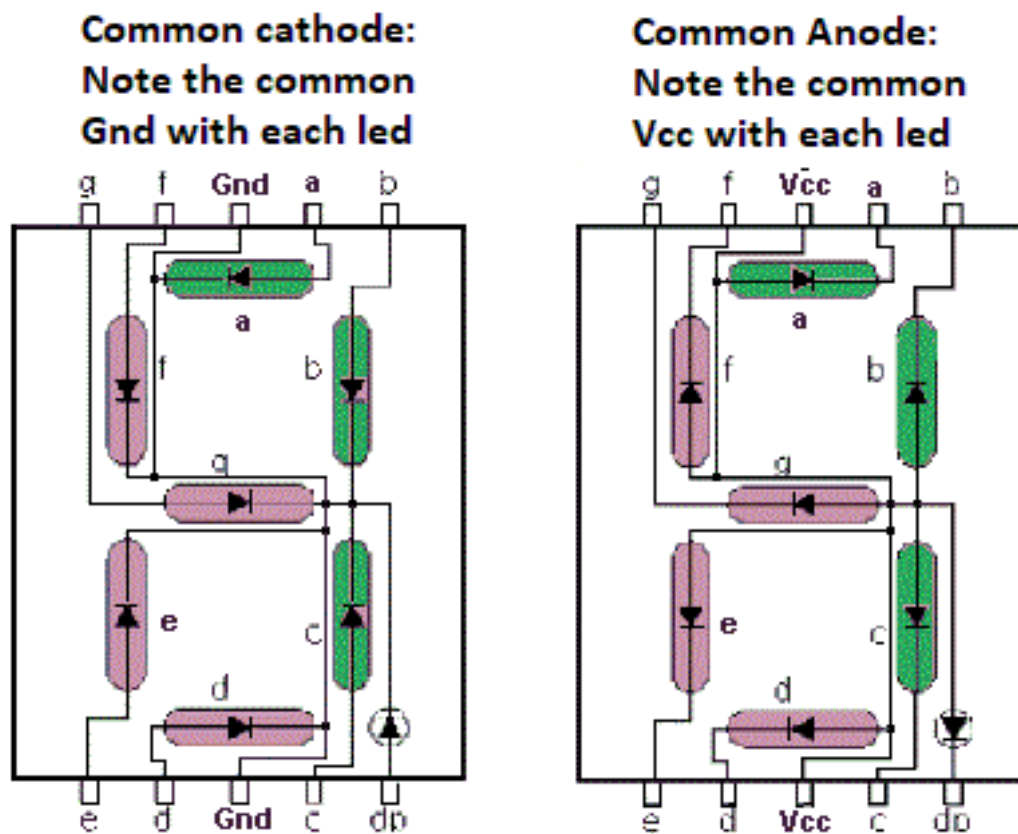 Common cathode:
Note the common
Gnd with each led
g f Gnd a b
a
f b
g
e c
d
e d Gnd c dp
Common Anode:
Note the common
Vcc with each led
g f Vcc a b
a
f b
g
e c
d
e d Vcc c dp